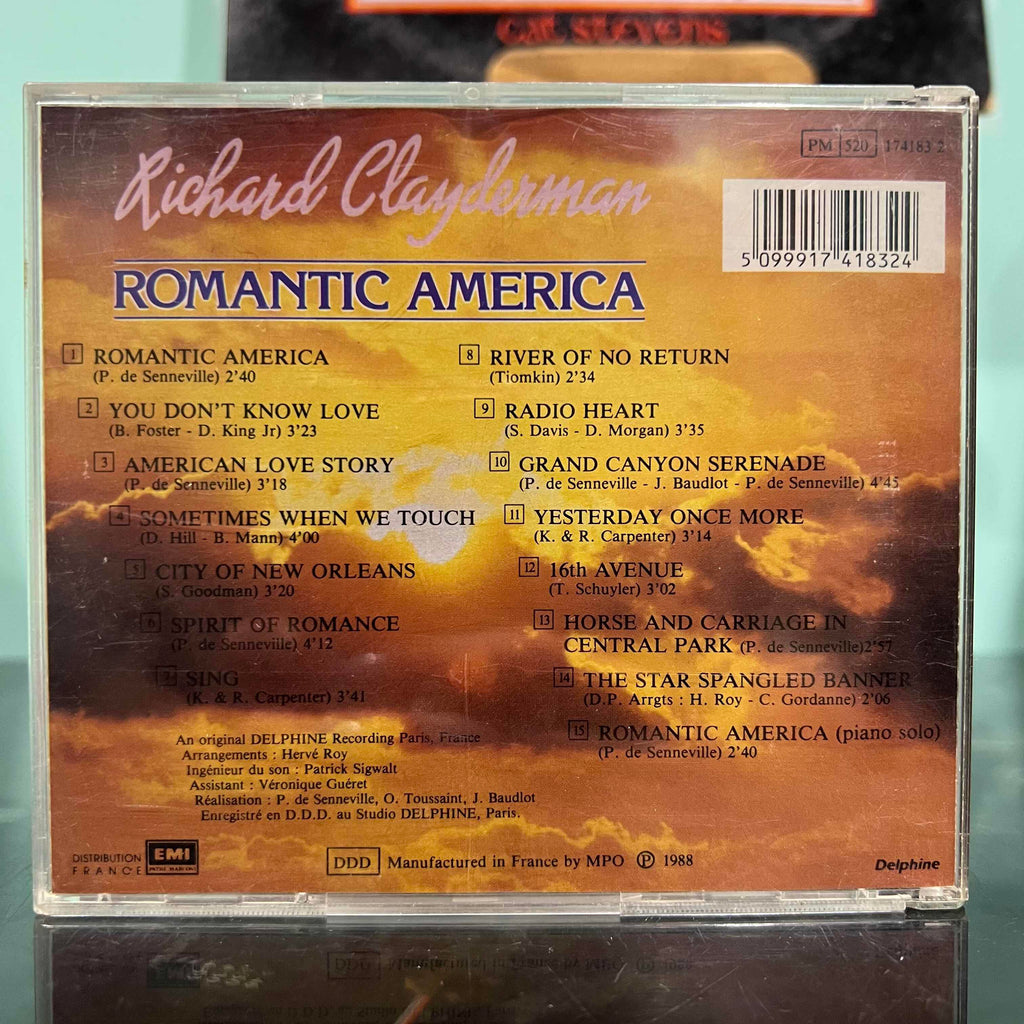 cat stevens
Richard Clayderman
PM 520 174183 2
5 099917 418324
ROMANTIC AMERICA
1 ROMANTIC AMERICA
(P. de Senneville) 2'40
2 YOU DON'T KNOW LOVE
(B. Foster - D. King Jr) 3'23
3 AMERICAN LOVE STORY
(P. de Senneville) 3'18
4 SOMETIMES WHEN WE TOUCH
(D. Hill - B. Mann) 4'00
5 CITY OF NEW ORLEANS
(S. Goodman) 3'20
6 SPIRIT OF ROMANCE
(P. de Senneville) 4'12
7 SING
(K. & R. Carpenter) 3'41
8 RIVER OF NO RETURN
(Tiomkin) 2'34
9 RADIO HEART
(S. Davis - D. Morgan) 3'35
10 GRAND CANYON SERENADE
(P. de Senneville - J. Baudlot - P. de Senneville) 4'45
11 YESTERDAY ONCE MORE
(K. & R. Carpenter) 3'14
12 16th AVENUE
(T. Schuyler) 3'02
13 HORSE AND CARRIAGE IN
CENTRAL PARK (P. de Senneville) 2'57
14 THE STAR SPANGLED BANNER
(D.P. Arrgts : H. Roy - C. Gordanne) 2'06
15 ROMANTIC AMERICA (piano solo)
(P. de Senneville) 2'40
An original DELPHINE Recording Paris, France
Arrangements : Hervé Roy
Ingénieur du son : Patrick Sigwalt
Assistant : Véronique Guéret
Réalisation : P. de Senneville, O. Toussaint, J. Baudlot
Enregistré en D.D.D. au Studio DELPHINE, Paris.
DISTRIBUTION
FRANCE
EMI
DDD Manufactured in France by MPO ℗ 1988
Delphine